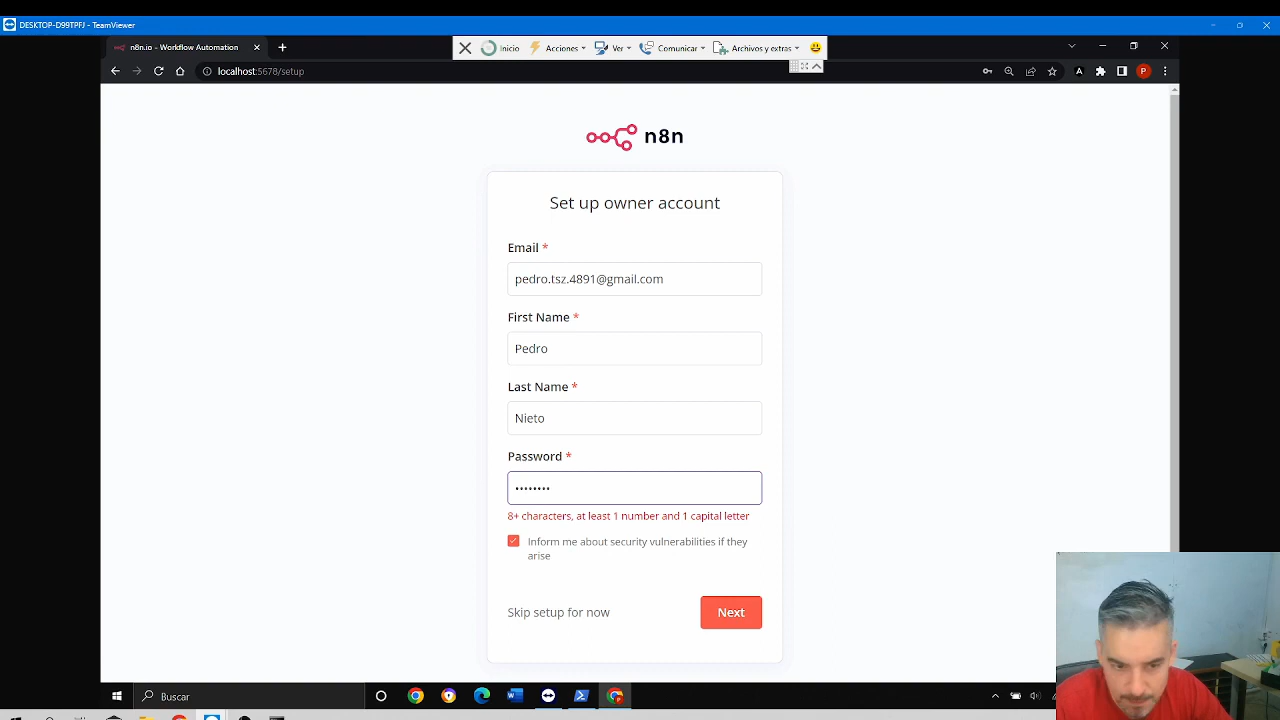 DESKTOP-D99TPFJ - TeamViewer
n8n.io - Workflow Automation
Inicio
Acciones
Ver
Comunicar
Archivos y extras
localhost:5678/setup
A
P
n8n
Set up owner account
Email *
pedro.tsz.4891@gmail.com
First Name *
Pedro
Last Name *
Nieto
Password *
••••••••
8+ characters, at least 1 number and 1 capital letter
Inform me about security vulnerabilities if they
arise
Skip setup for now
Next
Buscar